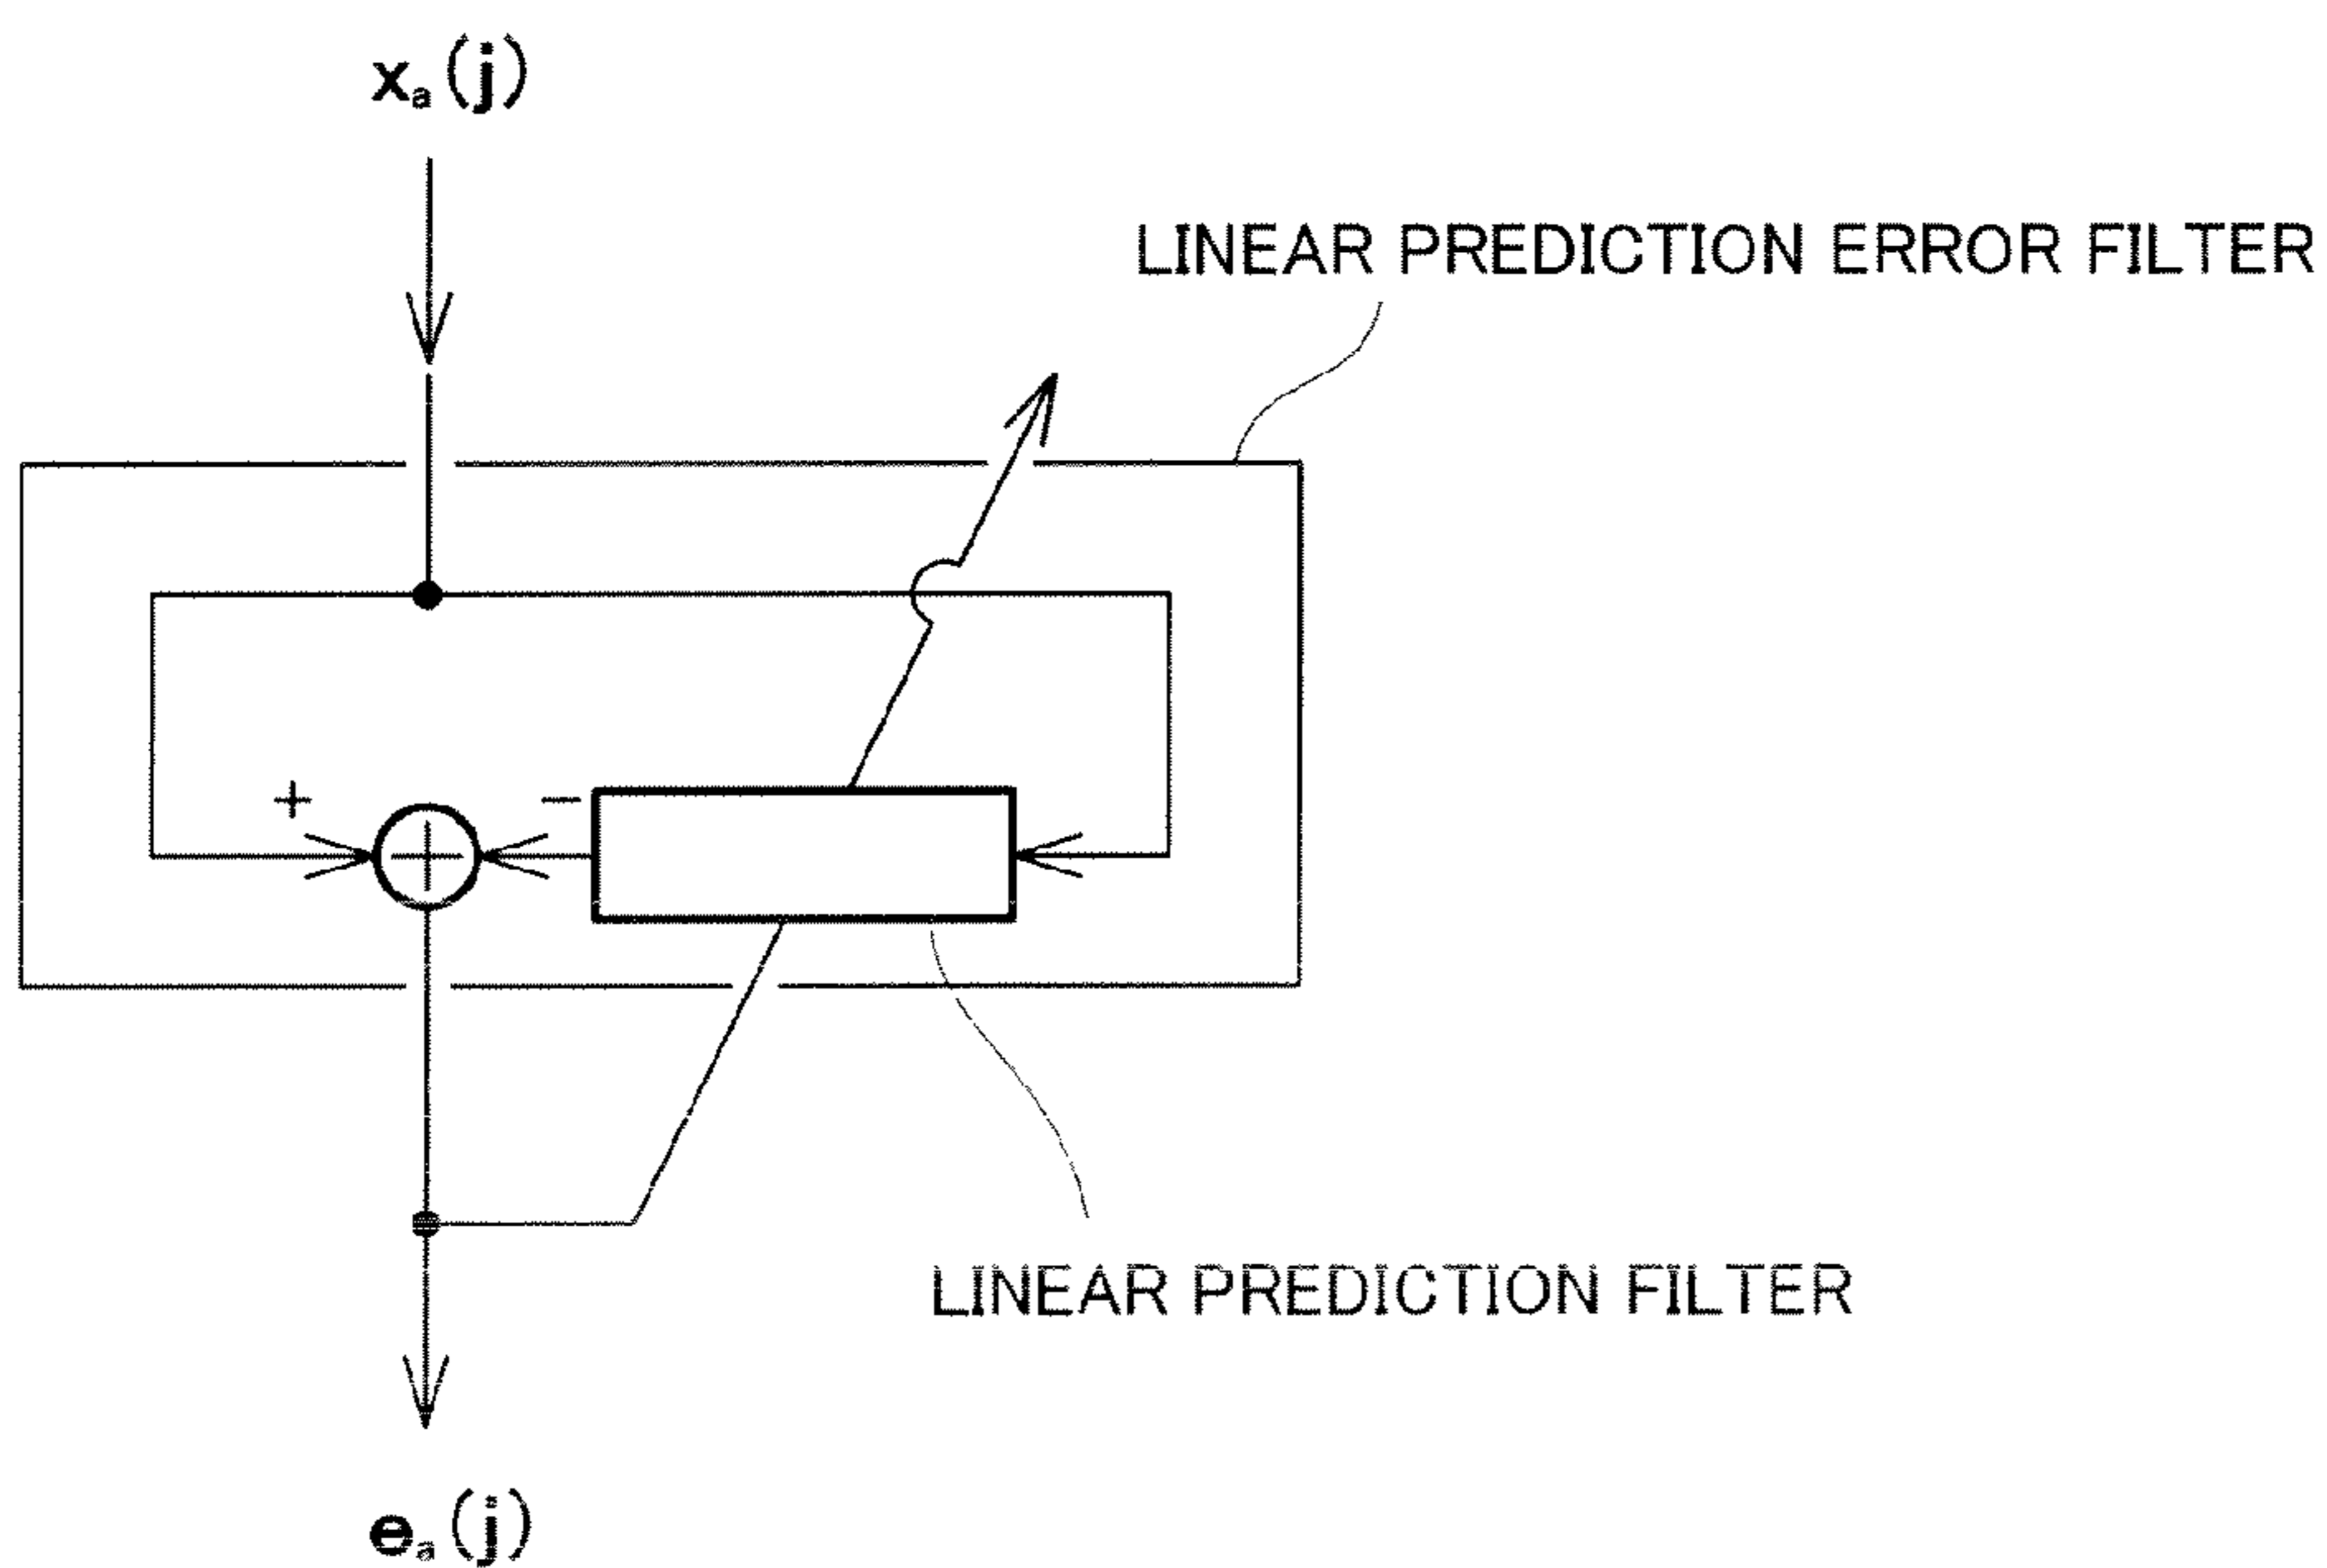 xₐ(j)
LINEAR PREDICTION ERROR FILTER
+ −
LINEAR PREDICTION FILTER
eₐ(j)